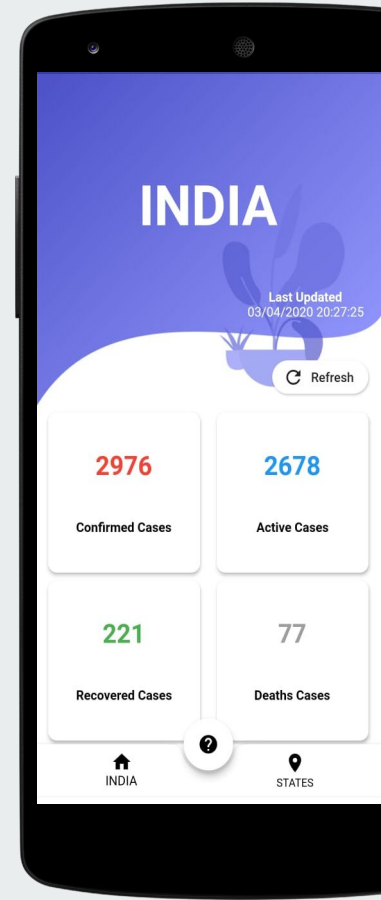 INDIA
Last Updated
03/04/2020 20:27:25
Refresh
2976
2678
Confirmed Cases
Active Cases
221
77
Recovered Cases
Deaths Cases
?
INDIA
STATES